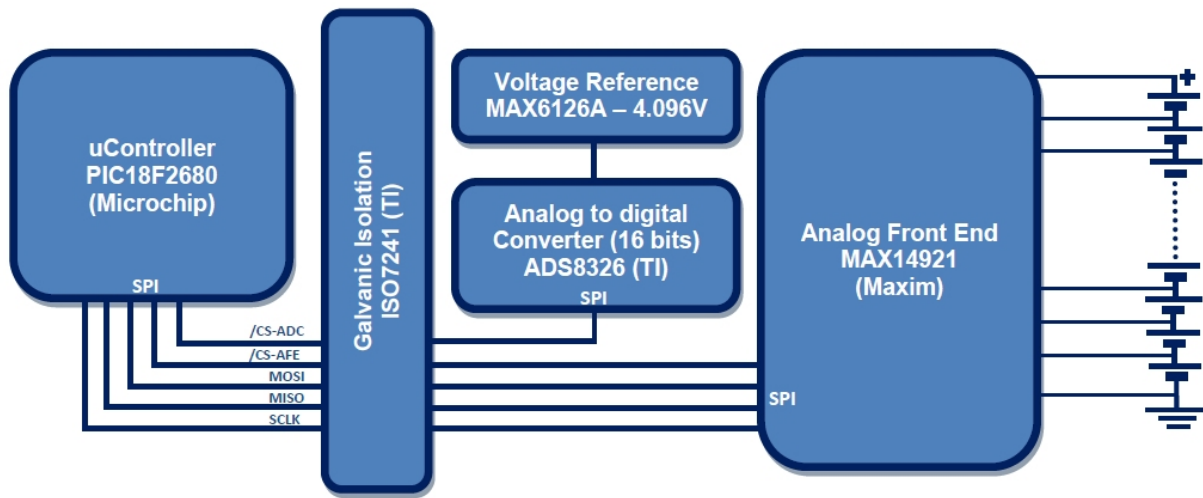 uController
PIC18F2680
(Microchip)
SPI
/CS-ADC
/CS-AFE
MOSI
MISO
SCLK
Galvanic Isolation
ISO7241 (TI)
Voltage Reference
MAX6126A – 4.096V
Analog to digital
Converter (16 bits)
ADS8326 (TI)
SPI
Analog Front End
MAX14921
(Maxim)
SPI
+